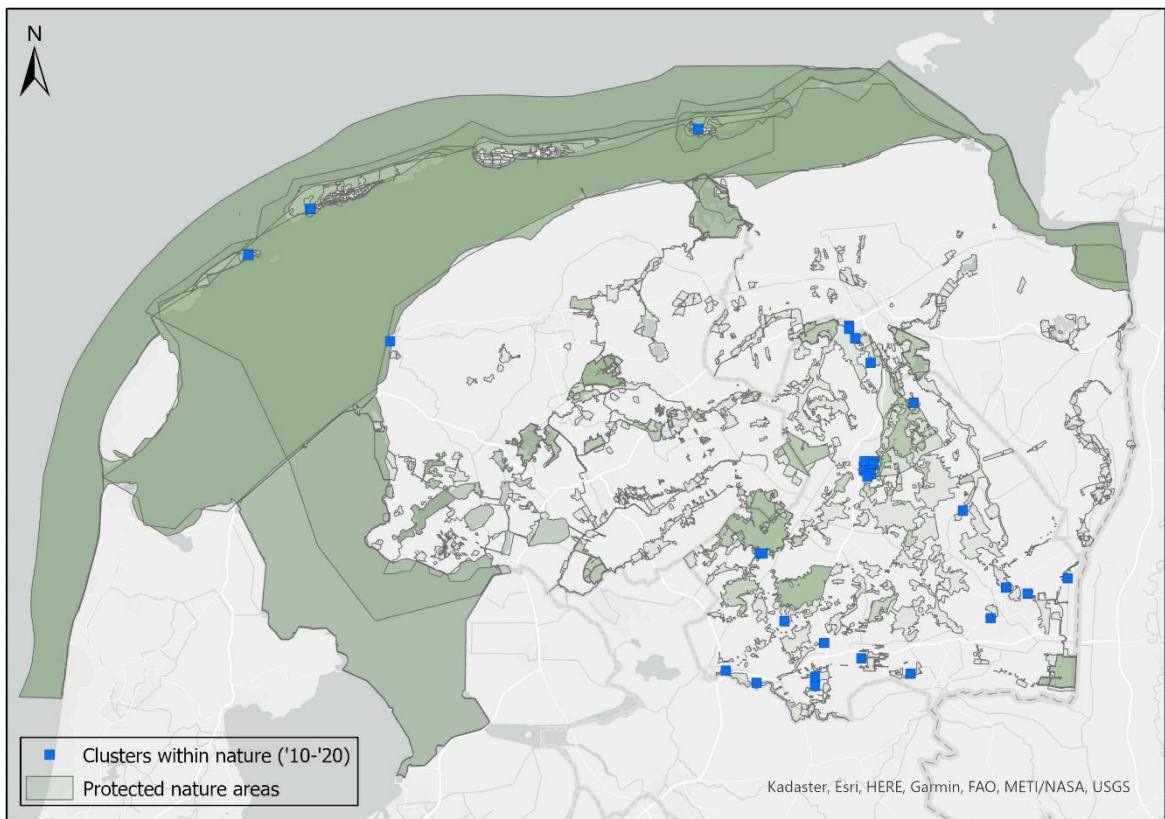 N
Clusters within nature ('10-'20)
Protected nature areas
Kadaster, Esri, HERE, Garmin, FAO, METI/NASA, USGS